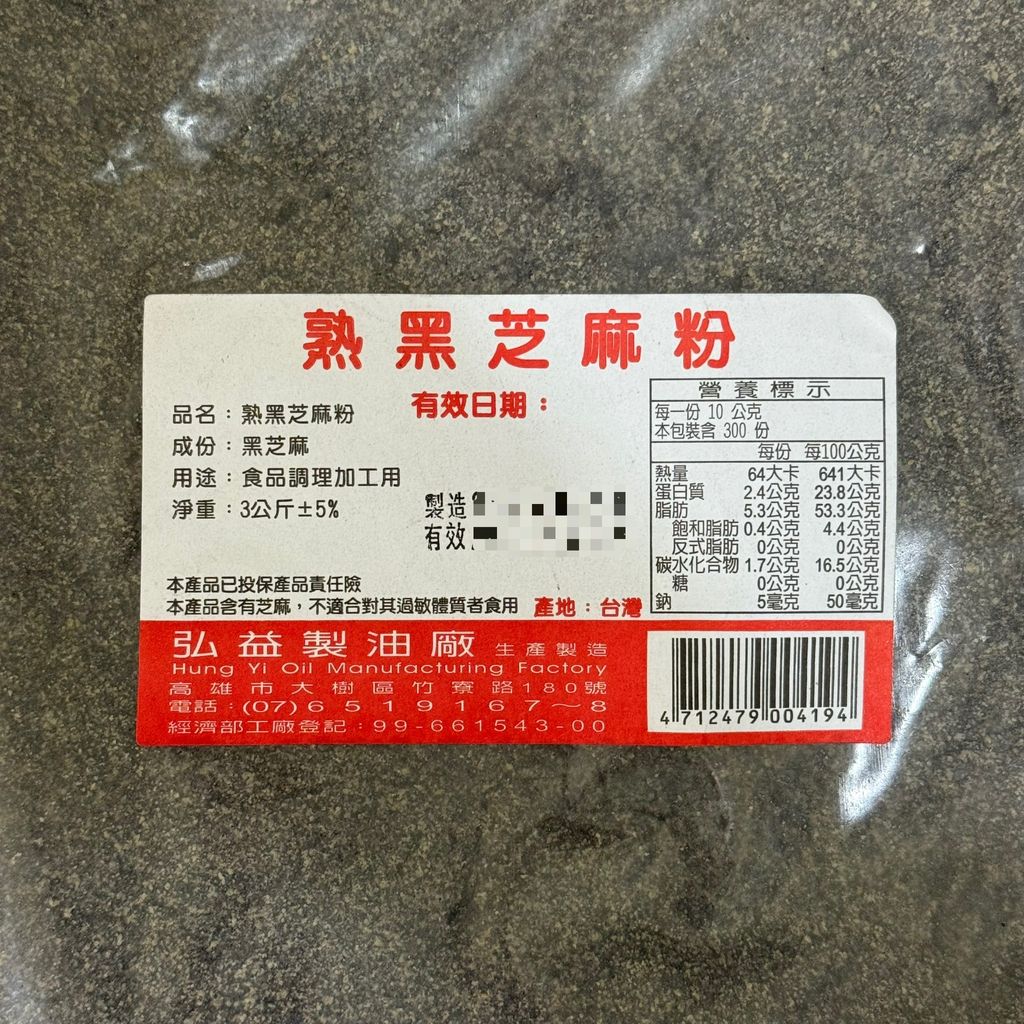 熟黑芝麻粉
品名：熟黑芝麻粉
成份：黑芝麻
用途：食品調理加工用
淨重：3公斤±5%
有效日期：
製造
有效
本產品已投保產品責任險
本產品含有芝麻，不適合對其過敏體質者食用 產地：台灣
營養標示
每一份 10 公克
本包裝含 300 份
每份 每100公克
熱量 64大卡 641大卡
蛋白質 2.4公克 23.8公克
脂肪 5.3公克 53.3公克
飽和脂肪 0.4公克 4.4公克
反式脂肪 0公克 0公克
碳水化合物 1.7公克 16.5公克
糖 0公克 0公克
鈉 5毫克 50毫克
弘益製油廠 生產製造
Hung Yi Oil Manufacturing Factory
高雄市大樹區竹寮路180號
電話：(07)6519167～8
經濟部工廠登記：99-661543-00
4 712479 004194